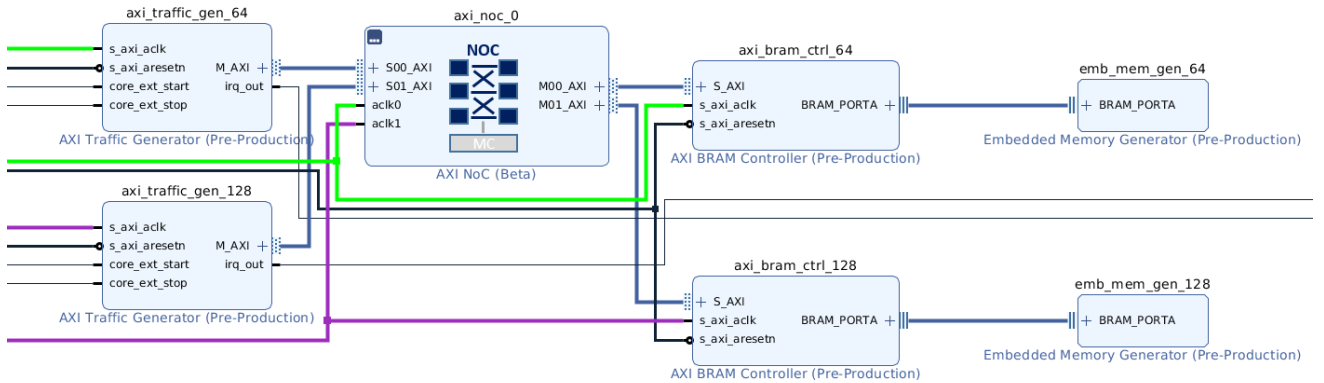 axi_traffic_gen_64
s_axi_aclk
s_axi_aresetn
core_ext_start
core_ext_stop
M_AXI
irq_out
AXI Traffic Generator (Pre-Production)
axi_noc_0
NOC
S00_AXI
S01_AXI
aclk0
aclk1
M00_AXI
M01_AXI
MC
AXI NoC (Beta)
axi_bram_ctrl_64
S_AXI
s_axi_aclk
s_axi_aresetn
BRAM_PORTA
AXI BRAM Controller (Pre-Production)
emb_mem_gen_64
BRAM_PORTA
Embedded Memory Generator (Pre-Production)
axi_traffic_gen_128
s_axi_aclk
s_axi_aresetn
core_ext_start
core_ext_stop
M_AXI
irq_out
AXI Traffic Generator (Pre-Production)
axi_bram_ctrl_128
S_AXI
s_axi_aclk
s_axi_aresetn
BRAM_PORTA
AXI BRAM Controller (Pre-Production)
emb_mem_gen_128
BRAM_PORTA
Embedded Memory Generator (Pre-Production)